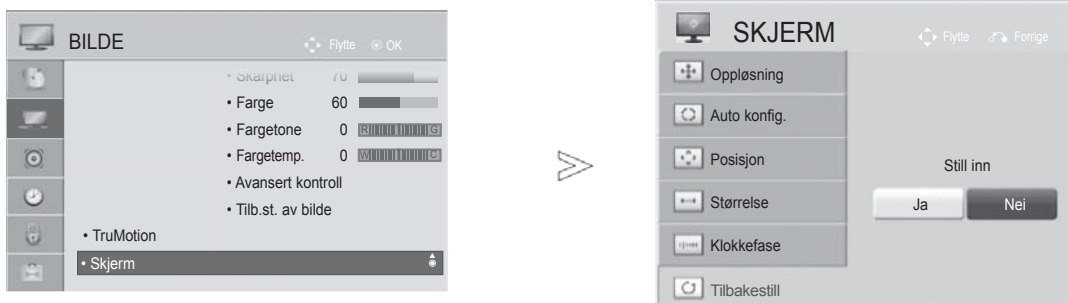 BILDE
Flytte OK
• Skarphet 70
• Farge 60
• Fargetone 0 R G
• Fargetemp. 0 W C
• Avansert kontroll
• Tilb.st. av bilde
• TruMotion
• Skjerm
SKJERM
Flytte Forrige
Oppløsning
Auto konfig.
Posisjon
Størrelse
Klokkefase
Tilbakestill
Still inn
Ja Nei